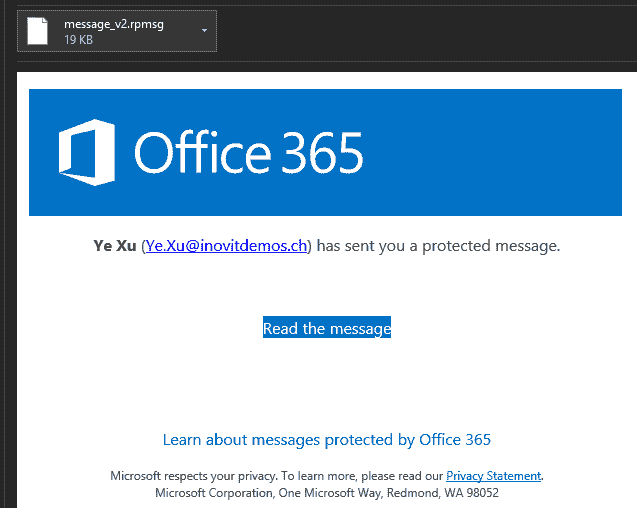 message_v2.rpmsg
19 KB
Office 365
Ye Xu (Ye.Xu@inovitdemos.ch) has sent you a protected message.
Read the message
Learn about messages protected by Office 365
Microsoft respects your privacy. To learn more, please read our Privacy Statement.
Microsoft Corporation, One Microsoft Way, Redmond, WA 98052